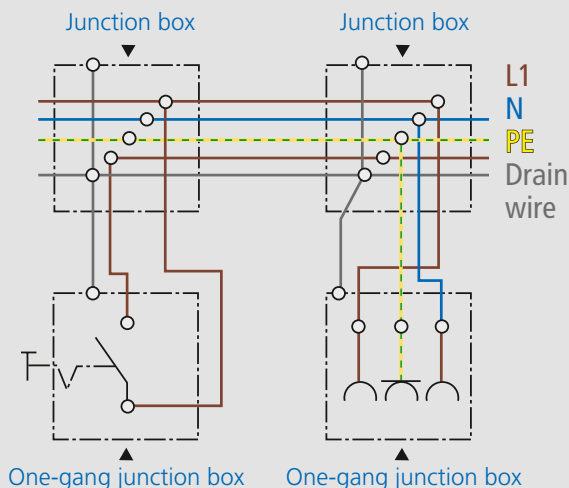 Junction box
Junction box
L1
N
PE
Drain
wire
One-gang junction box
One-gang junction box